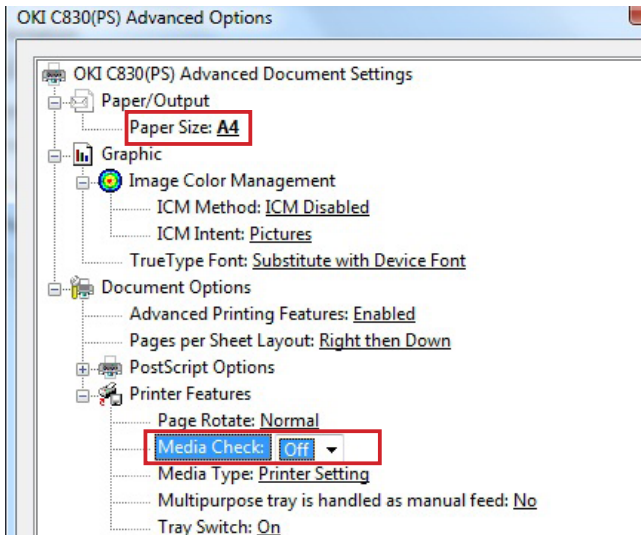 OKI C830(PS) Advanced Options
OKI C830(PS) Advanced Document Settings
Paper/Output
Paper Size: A4
Graphic
Image Color Management
ICM Method: ICM Disabled
ICM Intent: Pictures
TrueType Font: Substitute with Device Font
Document Options
Advanced Printing Features: Enabled
Pages per Sheet Layout: Right then Down
PostScript Options
Printer Features
Page Rotate: Normal
Media Check: Off
Media Type: Printer Setting
Multipurpose tray is handled as manual feed: No
Tray Switch: On